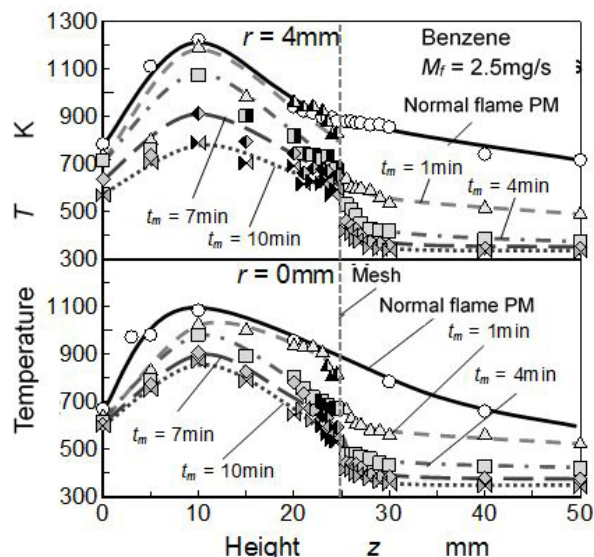 1300
1100
900
700
500
300
r = 4mm
Benzene
M_f = 2.5mg/s
Normal flame PM
t_m = 1min
t_m = 4min
t_m = 7min
t_m = 10min
T K
r = 0mm
Mesh
Normal flame PM
t_m = 1min
t_m = 4min
t_m = 7min
t_m = 10min
1100
900
700
500
300
Temperature
0 10 20 30 40 50
Height z mm